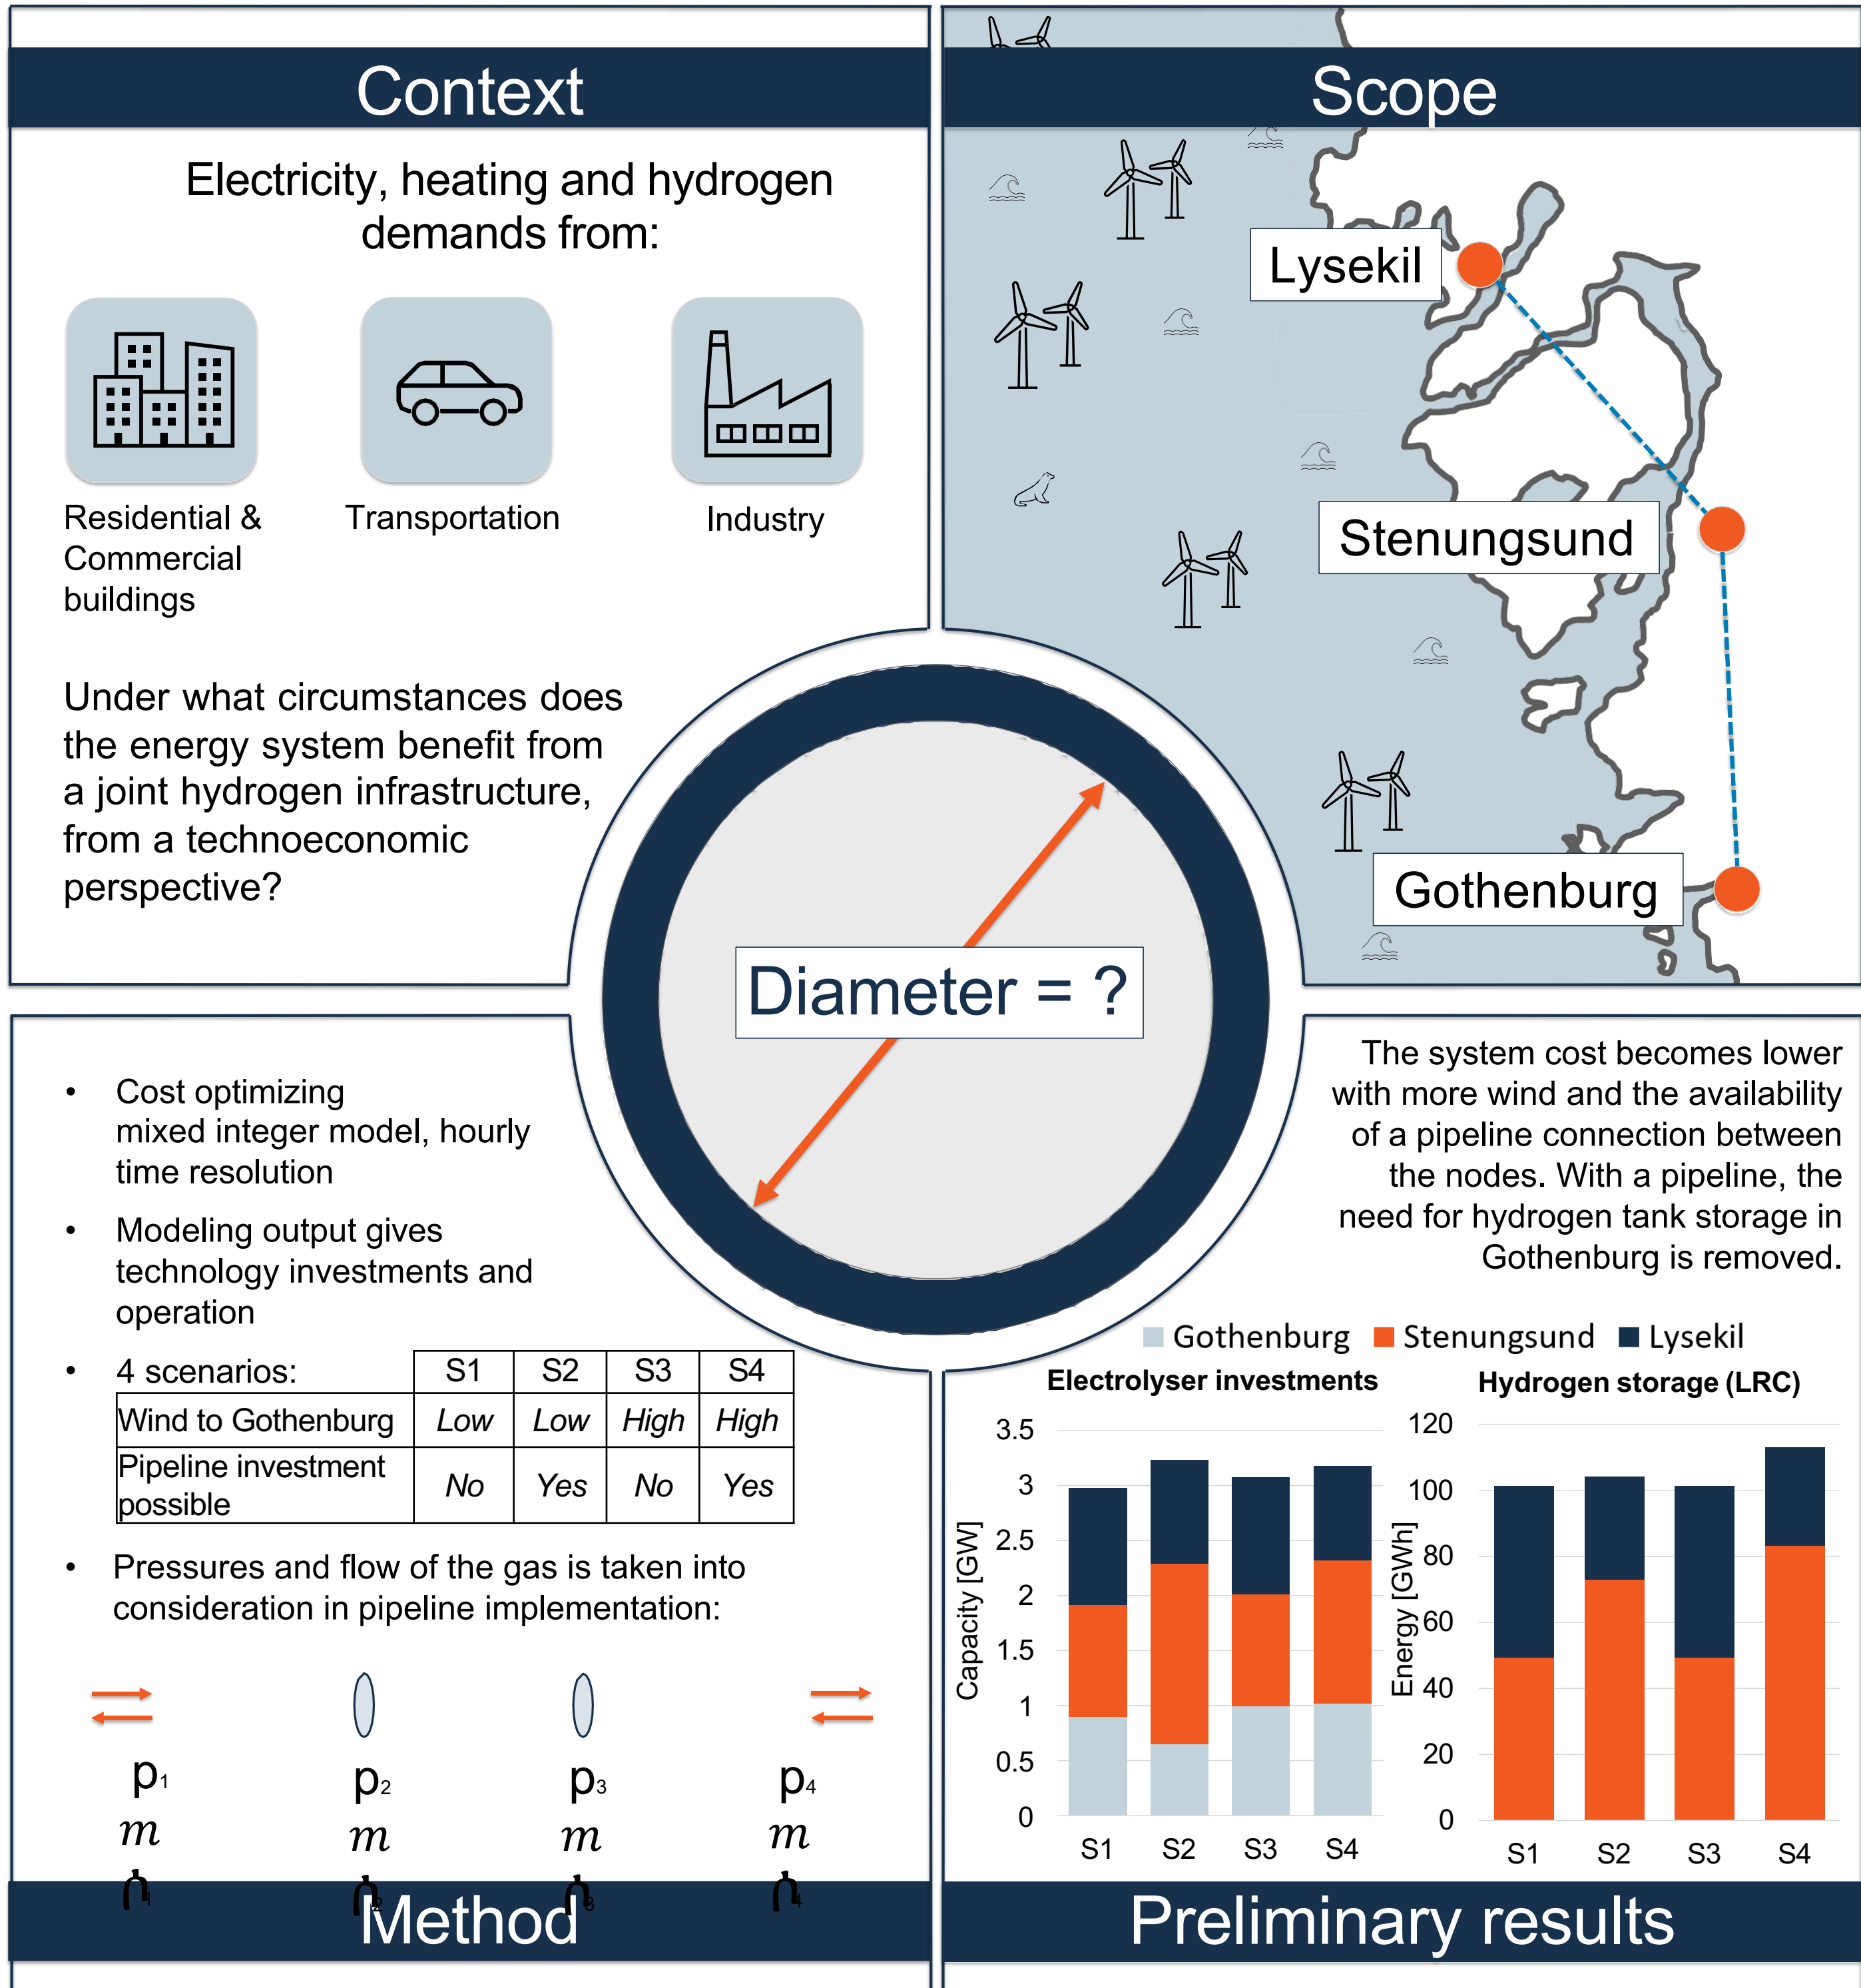 Context
Electricity, heating and hydrogen
demands from:
Residential &
Commercial
buildings
Transportation
Industry
Under what circumstances does
the energy system benefit from
a joint hydrogen infrastructure,
from a technoeconomic
perspective?
Scope
Lysekil
Stenungsund
Gothenburg
Diameter = ?
• Cost optimizing
mixed integer model, hourly
time resolution
• Modeling output gives
technology investments and
operation
• 4 scenarios:
S1 S2 S3 S4
Wind to Gothenburg Low Low High High
Pipeline investment
possible No Yes No Yes
• Pressures and flow of the gas is taken into
consideration in pipeline implementation:
p1 p2 p3 p4
m m m m
1 2 3 4
Method
The system cost becomes lower
with more wind and the availability
of a pipeline connection between
the nodes. With a pipeline, the
need for hydrogen tank storage in
Gothenburg is removed.
Gothenburg Stenungsund Lysekil
Electrolyser investments
Capacity [GW]
3.5
3
2.5
2
1.5
1
0.5
0
S1 S2 S3 S4
Hydrogen storage (LRC)
Energy [GWh]
120
100
80
60
40
20
0
S1 S2 S3 S4
Preliminary results